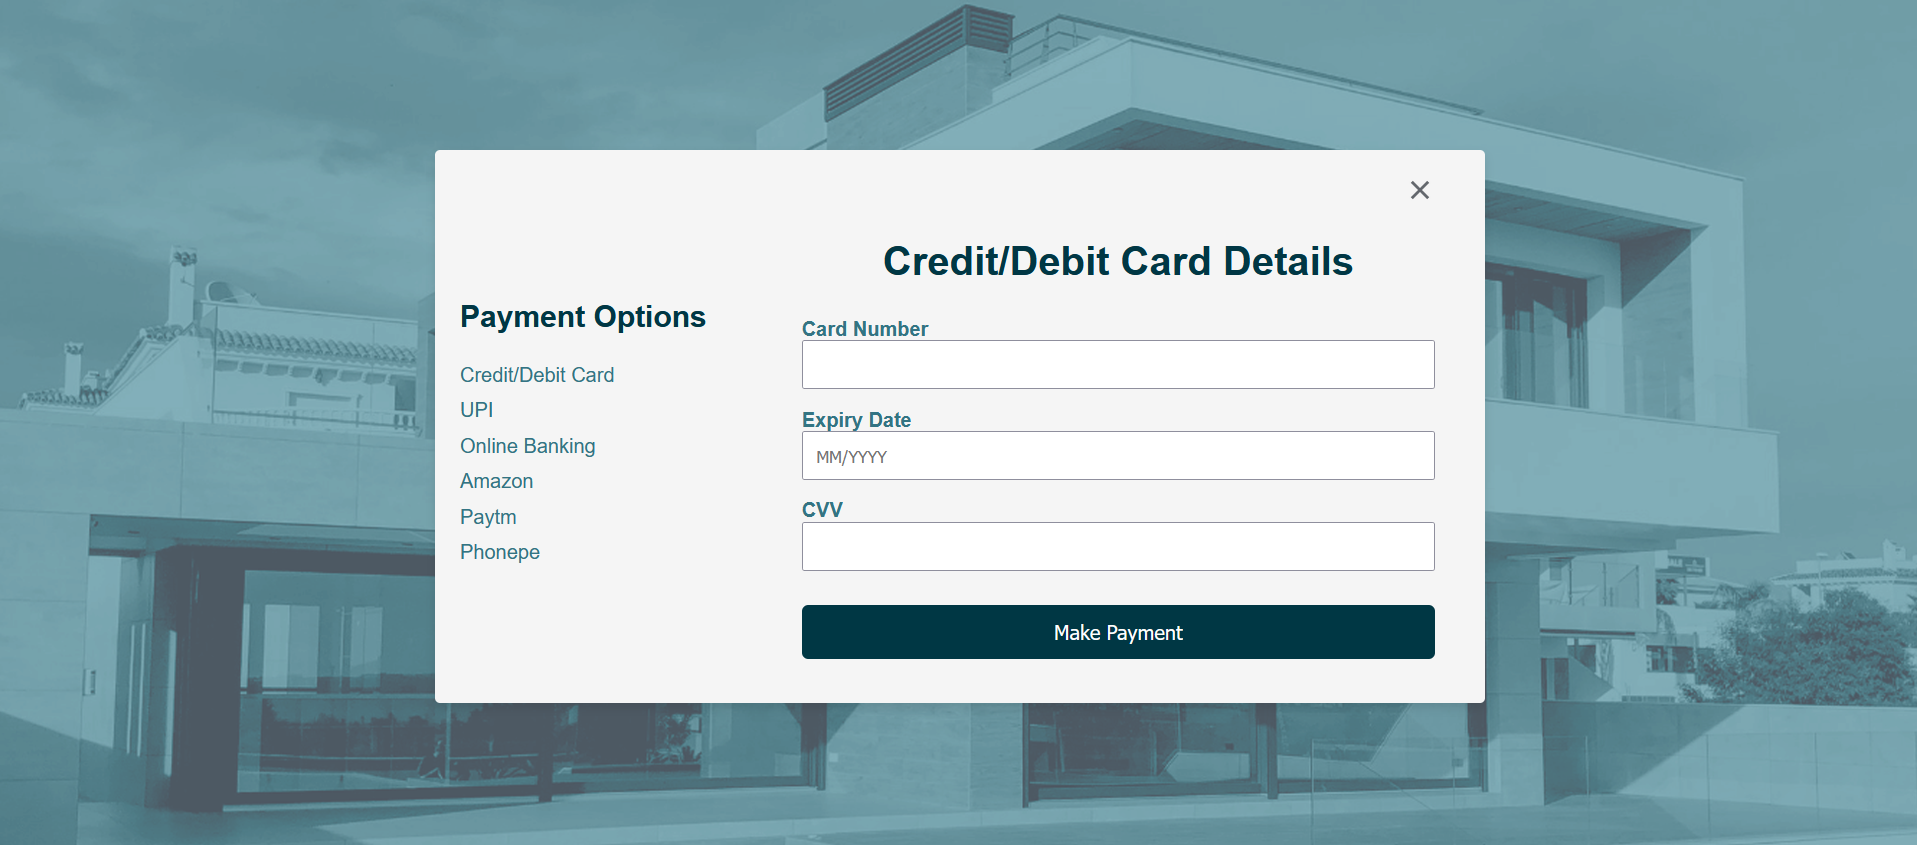 Payment Options
Credit/Debit Card
UPI
Online Banking
Amazon
Paytm
Phonepe
Credit/Debit Card Details
Card Number
Expiry Date
MM/YYYY
CVV
Make Payment